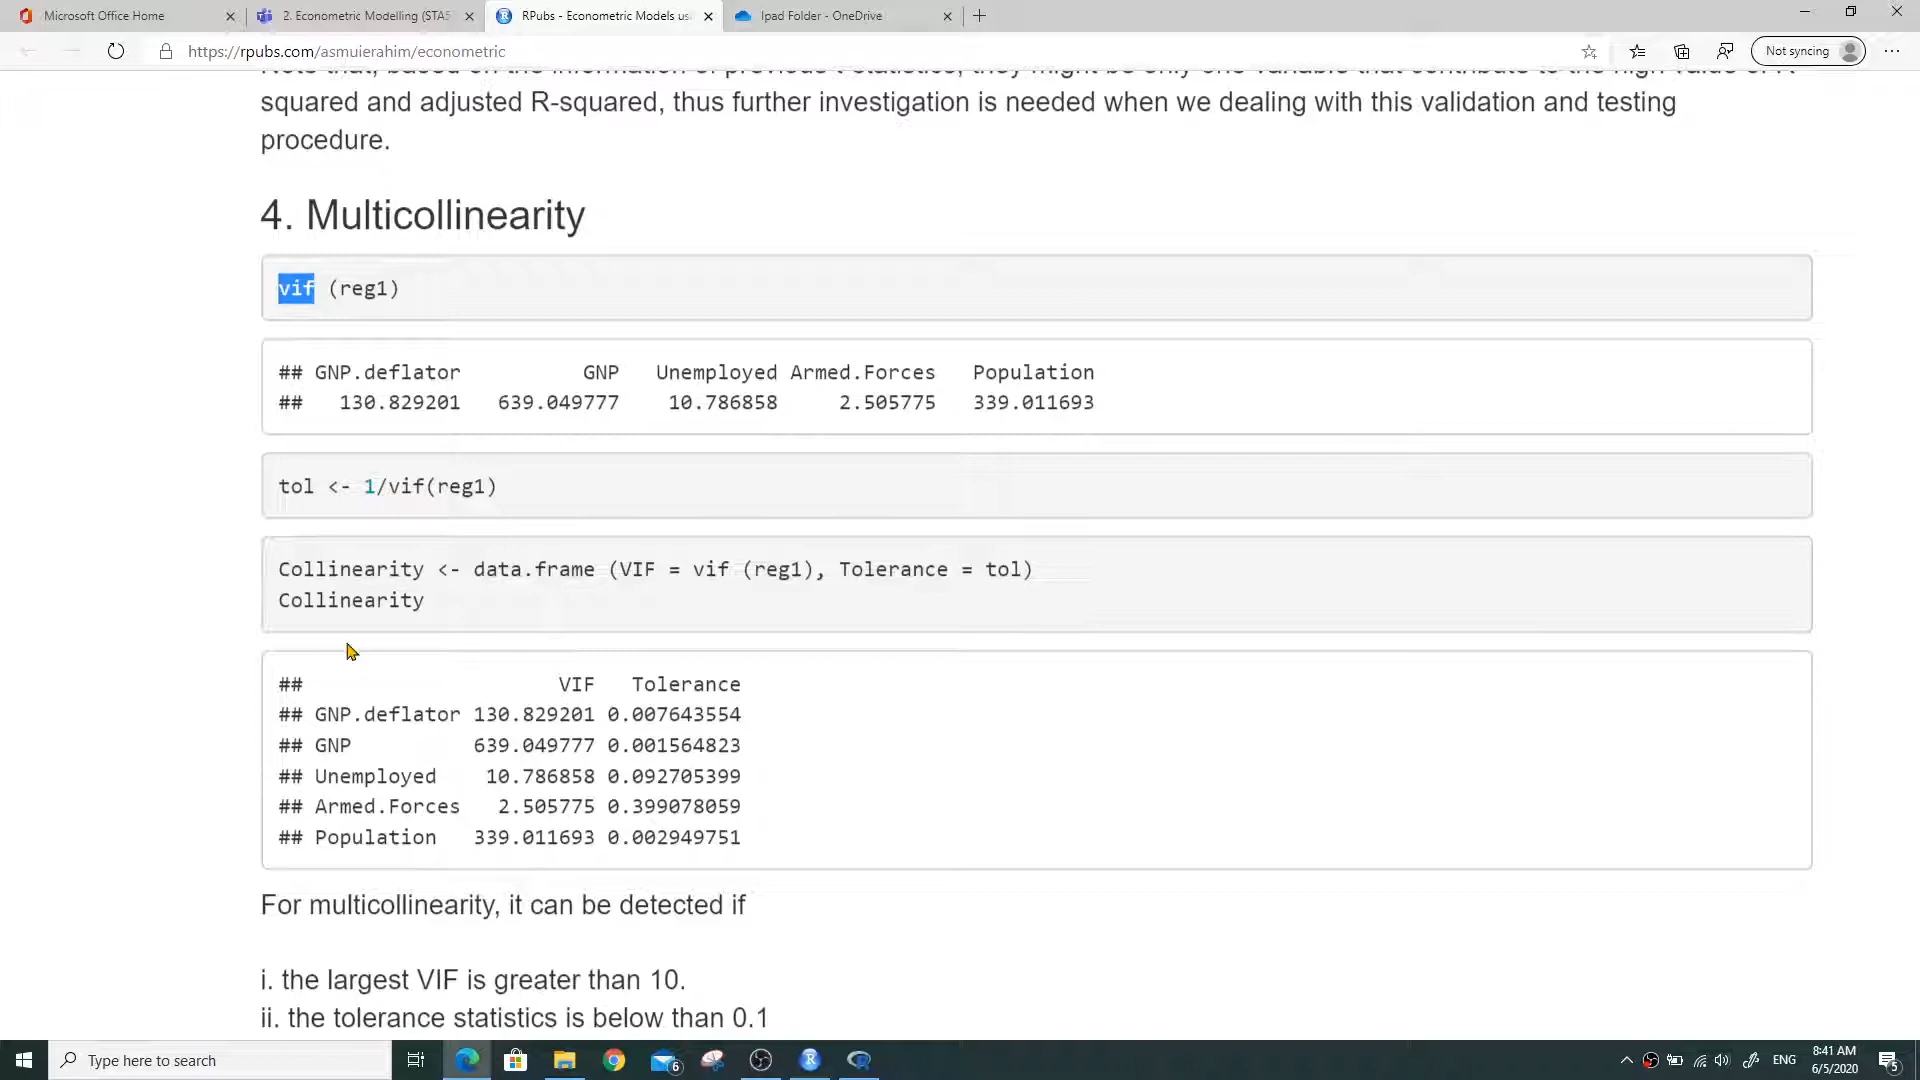 Microsoft Office Home
2. Econometric Modelling (STA5
RPubs - Econometric Models us
Ipad Folder - OneDrive
https://rpubs.com/asmuierahim/econometric
Not syncing
squared and adjusted R-squared, thus further investigation is needed when we dealing with this validation and testing
procedure.
4. Multicollinearity
vif (reg1)
## GNP.deflator GNP Unemployed Armed.Forces Population
## 130.829201 639.049777 10.786858 2.505775 339.011693
tol <- 1/vif(reg1)
Collinearity <- data.frame (VIF = vif (reg1), Tolerance = tol)
Collinearity
## VIF Tolerance
## GNP.deflator 130.829201 0.007643554
## GNP 639.049777 0.001564823
## Unemployed 10.786858 0.092705399
## Armed.Forces 2.505775 0.399078059
## Population 339.011693 0.002949751
For multicollinearity, it can be detected if
i. the largest VIF is greater than 10.
ii. the tolerance statistics is below than 0.1
Type here to search
6
ENG
8:41 AM
6/5/2020
5